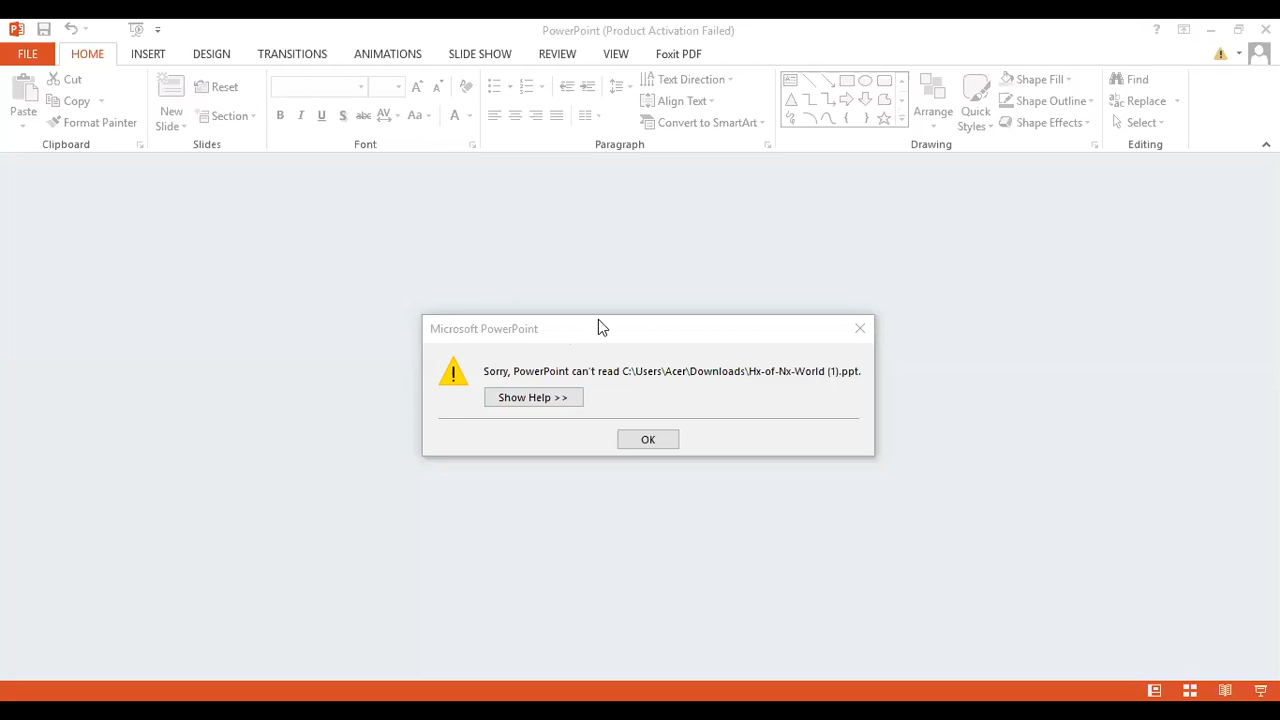 PowerPoint (Product Activation Failed)
FILE HOME INSERT DESIGN TRANSITIONS ANIMATIONS SLIDE SHOW REVIEW VIEW Foxit PDF
Paste
Cut
Copy
Format Painter
Clipboard
New
Slide
Reset
Section
Slides
B I U S abc AV Aa A
Font
Text Direction
Align Text
Convert to SmartArt
Paragraph
Arrange
Quick
Styles
Shape Fill
Shape Outline
Shape Effects
Drawing
Find
Replace
Select
Editing
Microsoft PowerPoint
Sorry, PowerPoint can't read C:\Users\Acer\Downloads\Hx-of-Nx-World (1).ppt.
Show Help >>
OK